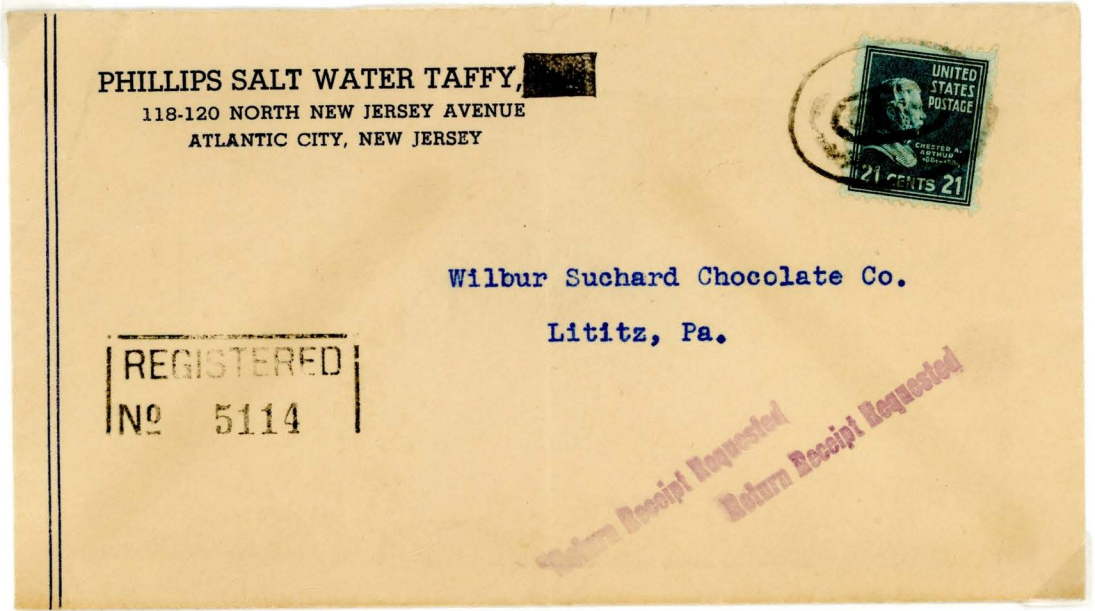 PHILLIPS SALT WATER TAFFY,
118-120 NORTH NEW JERSEY AVENUE
ATLANTIC CITY, NEW JERSEY
UNITED
STATES
POSTAGE
CHESTER A.
ARTHUR
21 CENTS 21
Wilbur Suchard Chocolate Co.
Lititz, Pa.
REGISTERED
Nº 5114
Return Receipt Requested
Return Receipt Requested